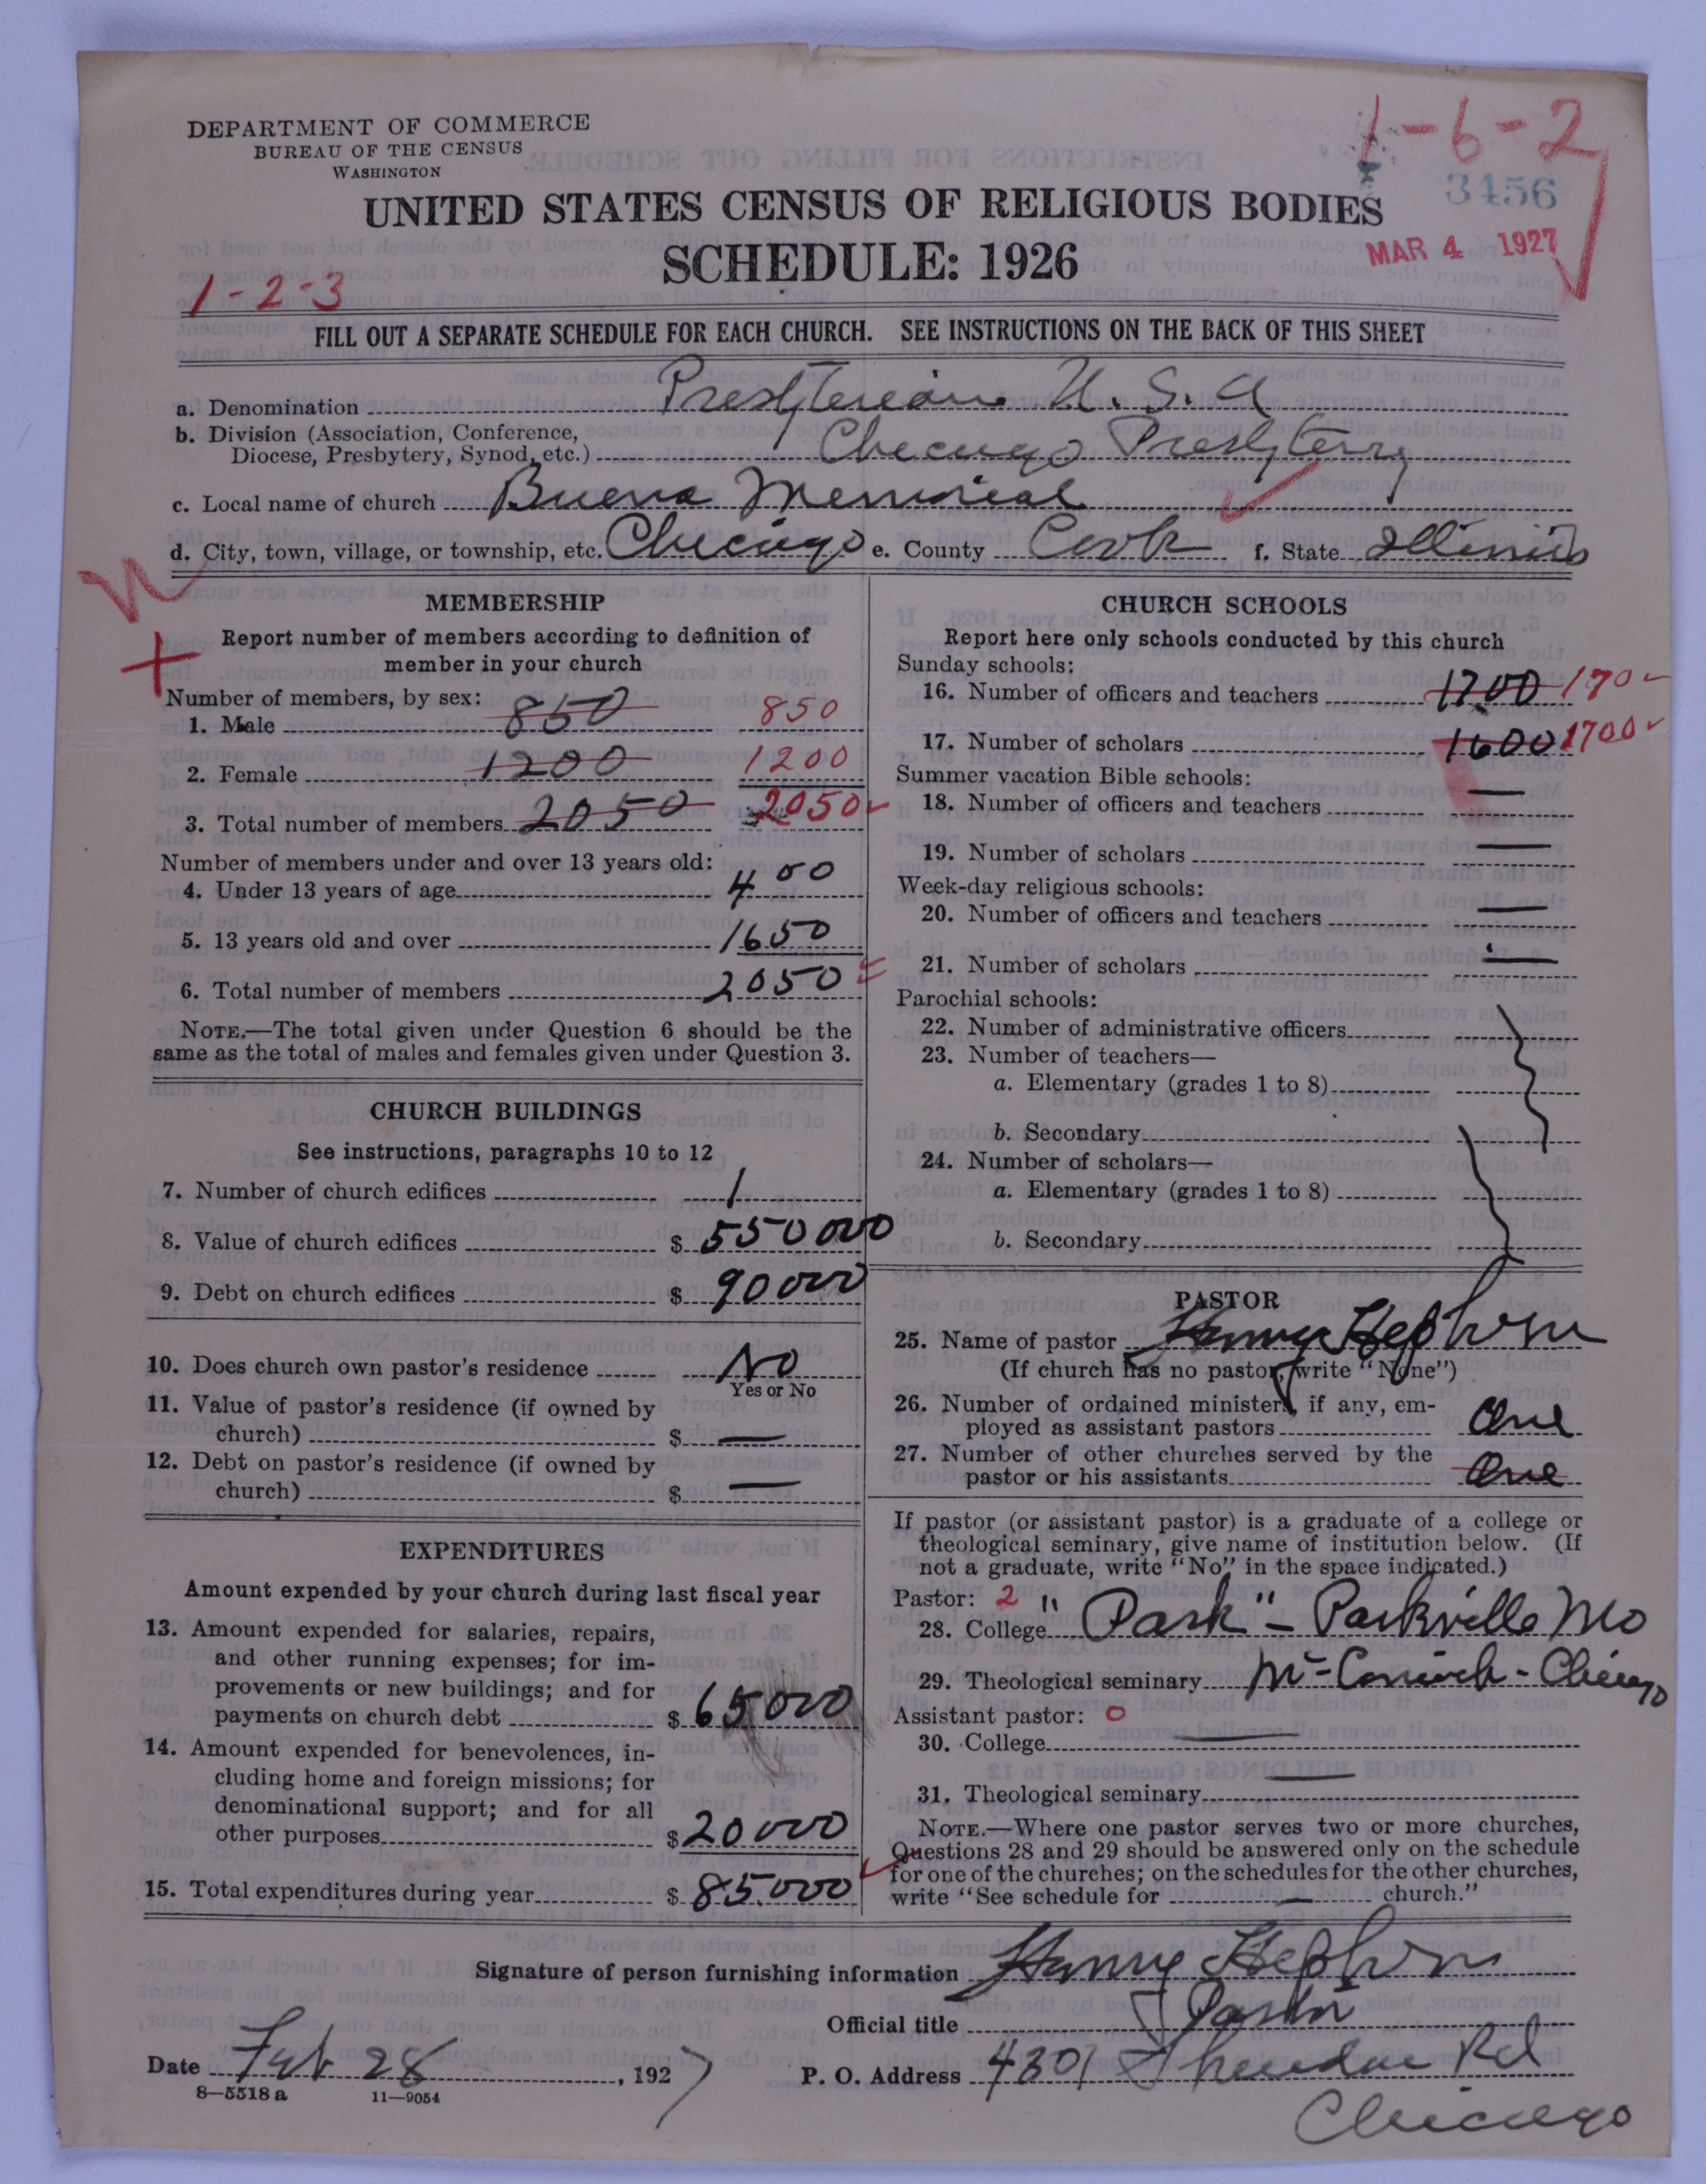 DEPARTMENT OF COMMERCE
BUREAU OF THE CENSUS
WASHINGTON
1-6-2
3456
UNITED STATES CENSUS OF RELIGIOUS BODIES
SCHEDULE: 1926
MAR 4 1927
1-2-3
FILL OUT A SEPARATE SCHEDULE FOR EACH CHURCH. SEE INSTRUCTIONS ON THE BACK OF THIS SHEET
a. Denomination Presbyterian U.S.A
b. Division (Association, Conference,
Diocese, Presbytery, Synod, etc.) Chicago Presbytery
c. Local name of church Buena Memorial
d. City, town, village, or township, etc. Chicago e. County Cook f. State Illinois
MEMBERSHIP
Report number of members according to definition of
member in your church
Number of members, by sex:
1. Male 850 850
2. Female 1200 1200
3. Total number of members 2050 2050
Number of members under and over 13 years old:
4. Under 13 years of age 400
5. 13 years old and over 1650
6. Total number of members 2050
NOTE.—The total given under Question 6 should be the
same as the total of males and females given under Question 3.
CHURCH BUILDINGS
See instructions, paragraphs 10 to 12
7. Number of church edifices 1
8. Value of church edifices $ 550000
9. Debt on church edifices $ 90000
10. Does church own pastor's residence No
Yes or No
11. Value of pastor's residence (if owned by
church) $ —
12. Debt on pastor's residence (if owned by
church) $ —
EXPENDITURES
Amount expended by your church during last fiscal year
13. Amount expended for salaries, repairs,
and other running expenses; for im-
provements or new buildings; and for
payments on church debt $ 65000
14. Amount expended for benevolences, in-
cluding home and foreign missions; for
denominational support; and for all
other purposes $ 20000
15. Total expenditures during year $ 85.000
CHURCH SCHOOLS
Report here only schools conducted by this church
Sunday schools:
16. Number of officers and teachers 1700 170
17. Number of scholars 1600 1700
Summer vacation Bible schools:
18. Number of officers and teachers —
19. Number of scholars —
Week-day religious schools:
20. Number of officers and teachers —
21. Number of scholars —
Parochial schools:
22. Number of administrative officers
23. Number of teachers—
a. Elementary (grades 1 to 8)
b. Secondary
24. Number of scholars—
a. Elementary (grades 1 to 8)
b. Secondary
PASTOR
25. Name of pastor Henry Hepburn
(If church has no pastor, write "None")
26. Number of ordained ministers, if any, em-
ployed as assistant pastors One
27. Number of other churches served by the
pastor or his assistants One
If pastor (or assistant pastor) is a graduate of a college or
theological seminary, give name of institution below. (If
not a graduate, write "No" in the space indicated.)
Pastor: 2
28. College "Park" - Parkville Mo
29. Theological seminary Mc-Cormick - Chicago
Assistant pastor: 0
30. College —
31. Theological seminary —
NOTE.—Where one pastor serves two or more churches,
Questions 28 and 29 should be answered only on the schedule
for one of the churches; on the schedules for the other churches,
write "See schedule for — church."
Signature of person furnishing information Henry Hepburn
Official title Pastor
Date Feb 28, 1927
P. O. Address 4301 Sheridan Rd
Chicago
8—5518a 11—9054